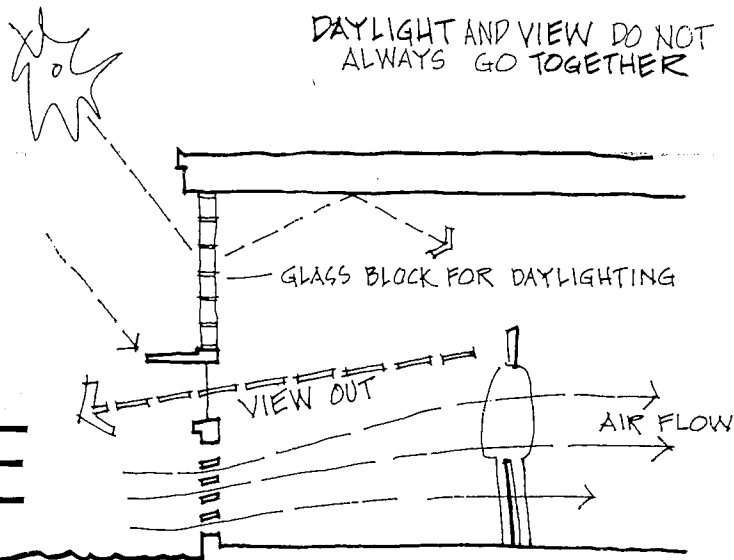 DAYLIGHT AND VIEW DO NOT
ALWAYS GO TOGETHER
GLASS BLOCK FOR DAYLIGHTING
VIEW OUT
AIR FLOW